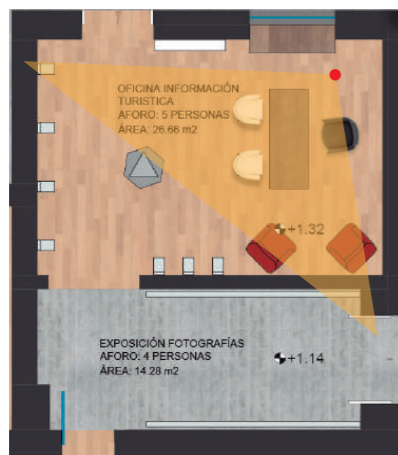 OFICINA INFORMACIÓN
TURISTICA
AFORO: 5 PERSONAS
ÁREA: 26.66 m2
+1.32
EXPOSICIÓN FOTOGRAFÍAS
AFORO: 4 PERSONAS
ÁREA: 14.28 m2
+1.14